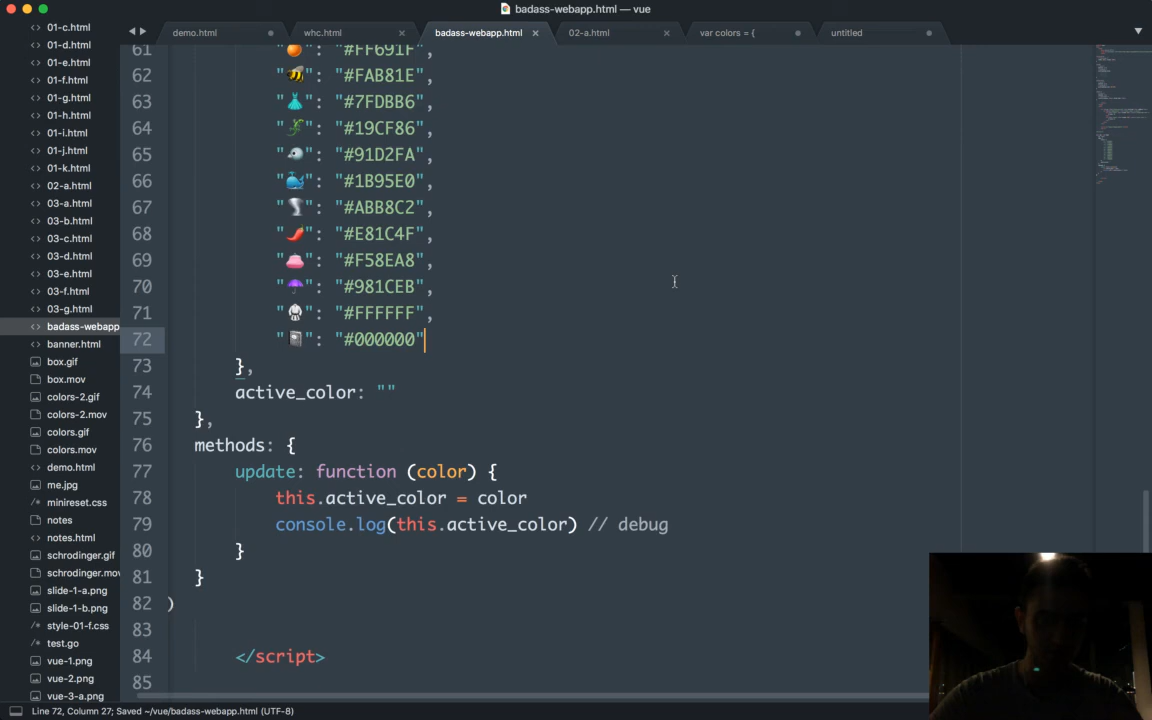 badass-webapp.html — vue
demo.html
whc.html
badass-webapp.html
02-a.html
var colors = {
untitled
01-c.html
01-d.html
01-e.html
01-f.html
01-g.html
01-h.html
01-i.html
01-j.html
01-k.html
02-a.html
03-a.html
03-b.html
03-c.html
03-d.html
03-e.html
03-f.html
03-g.html
badass-webapp
banner.html
box.gif
box.mov
colors-2.gif
colors-2.mov
colors.gif
colors.mov
demo.html
me.jpg
minireset.css
notes
notes.html
schrodinger.gif
schrodinger.mov
slide-1-a.png
slide-1-b.png
style-01-f.css
test.go
vue-1.png
vue-2.png
vue-3-a.png
61 "🍊": "#FF691F",
62 "🐝": "#FAB81E",
63 "👗": "#7FDBB6",
64 "🦎": "#19CF86",
65 "🐦": "#91D2FA",
66 "🐳": "#1B95E0",
67 "🌪": "#ABB8C2",
68 "🌶": "#E81C4F",
69 "👛": "#F58EA8",
70 "☂": "#981CEB",
71 "": "#FFFFFF",
72 "📓": "#000000"
73 },
74 active_color: ""
75 },
76 methods: {
77 update: function (color) {
78 this.active_color = color
79 console.log(this.active_color) // debug
80 }
81 }
82 )
83
84 </script>
85
Line 72, Column 27; Saved ~/vue/badass-webapp.html (UTF-8)